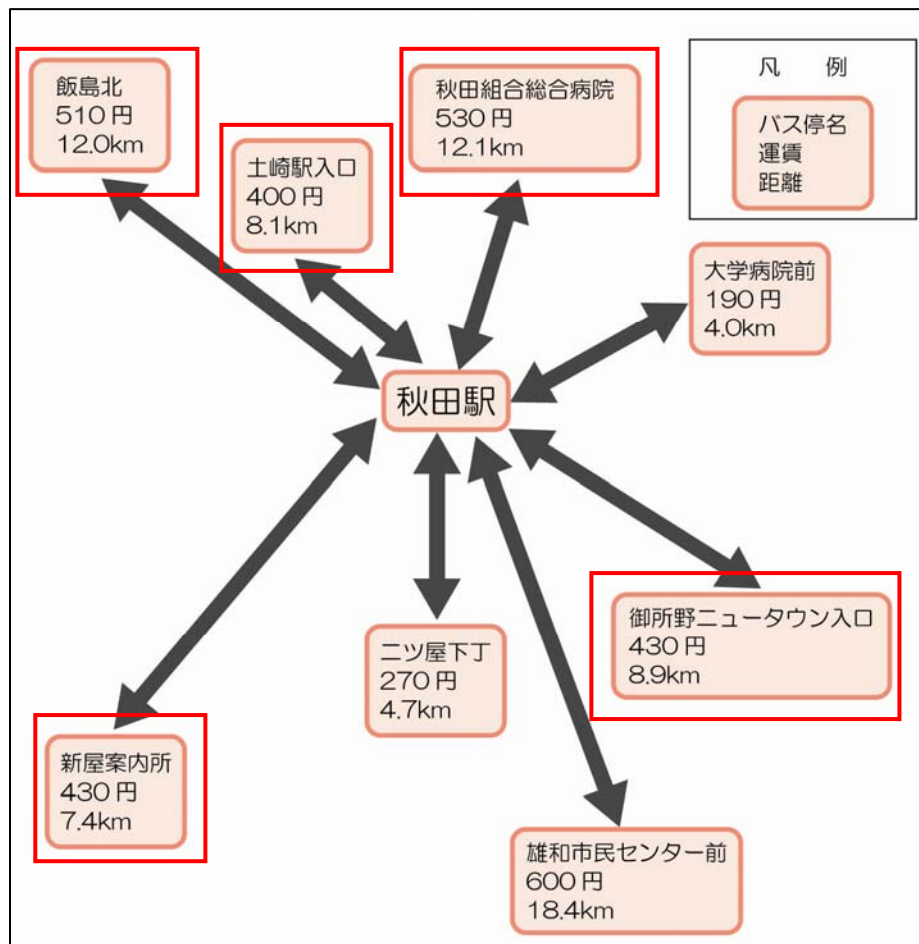 飯島北
510円
12.0km
土崎駅入口
400円
8.1km
秋田組合総合病院
530円
12.1km
凡　例
バス停名
運賃
距離
大学病院前
190円
4.0km
秋田駅
御所野ニュータウン入口
430円
8.9km
二ツ屋下丁
270円
4.7km
新屋案内所
430円
7.4km
雄和市民センター前
600円
18.4km